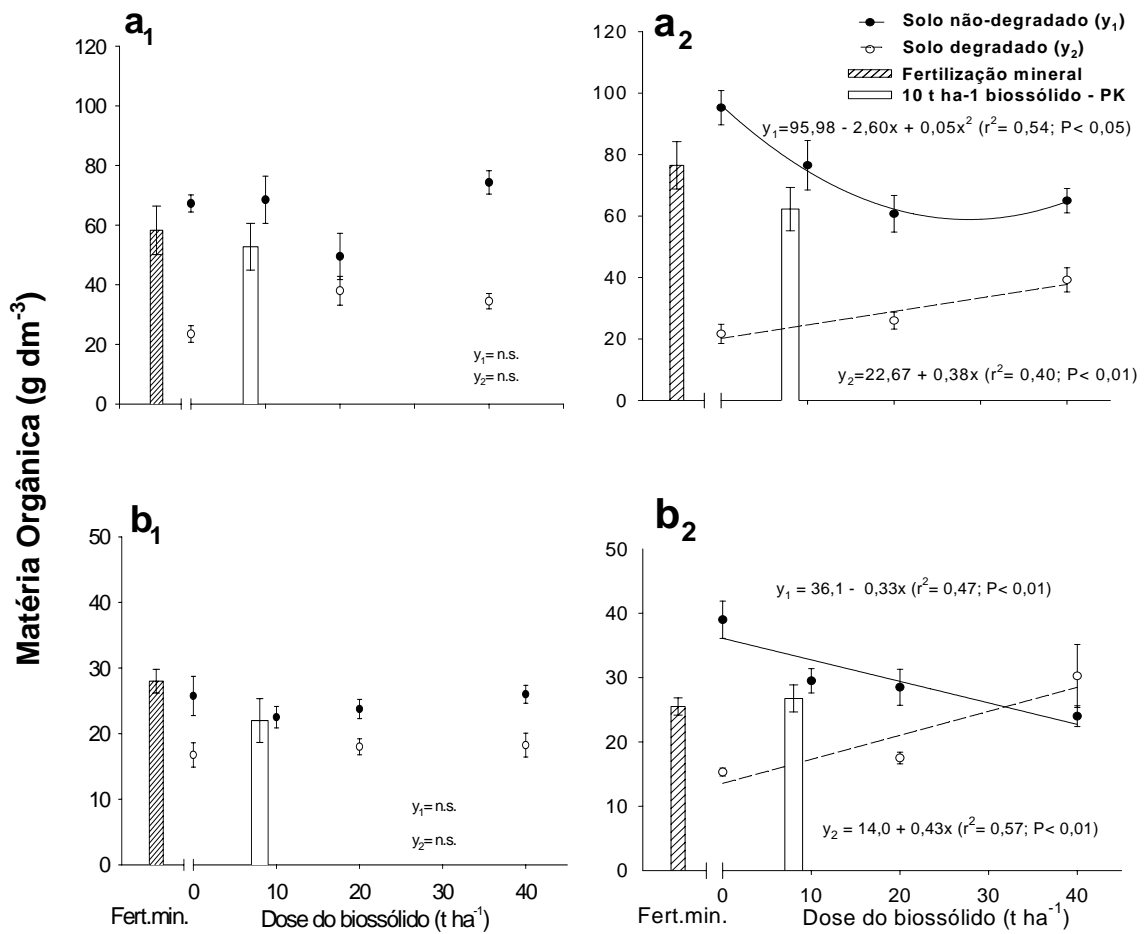 a1
120
100
80
60
40
20
0
y1= n.s.
y2= n.s.
a2
Solo não-degradado (y1)
Solo degradado (y2)
Fertilização mineral
10 t ha-1 biossólido - PK
120
100
80
60
40
20
0
y1=95,98 - 2,60x + 0,05x² (r²= 0,54; P< 0,05)
y2=22,67 + 0,38x (r²= 0,40; P< 0,01)
Matéria Orgânica (g dm⁻³)
b1
50
40
30
20
10
0
y1= n.s.
y2= n.s.
0 10 20 30 40
Fert.min. Dose do biossólido (t ha⁻¹)
b2
50
40
30
20
10
0
y1 = 36,1 - 0,33x (r²= 0,47; P< 0,01)
y2 = 14,0 + 0,43x (r²= 0,57; P< 0,01)
0 10 20 30 40
Fert.min. Dose do biossólido (t ha⁻¹)